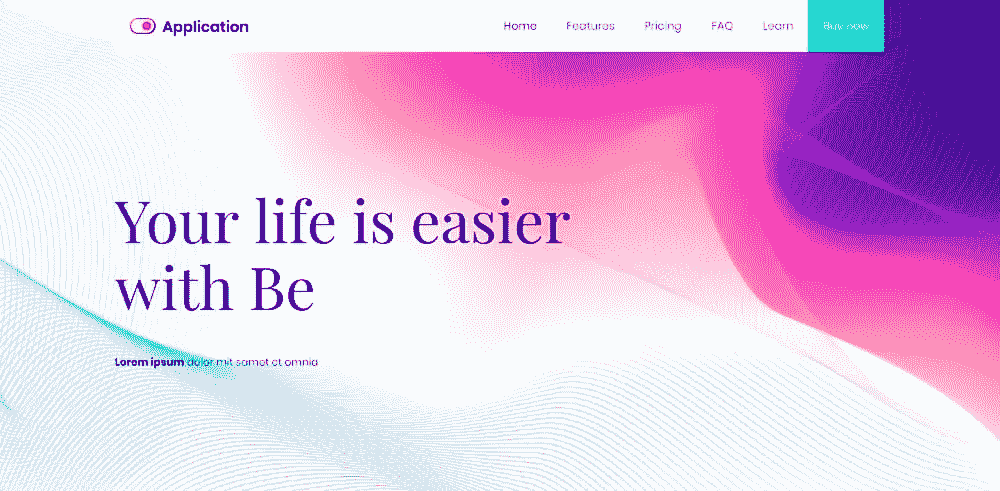 Application
Home Features Pricing FAQ Learn Buy now
Your life is easier
with Be
Lorem ipsum dolor mit samet et omnia